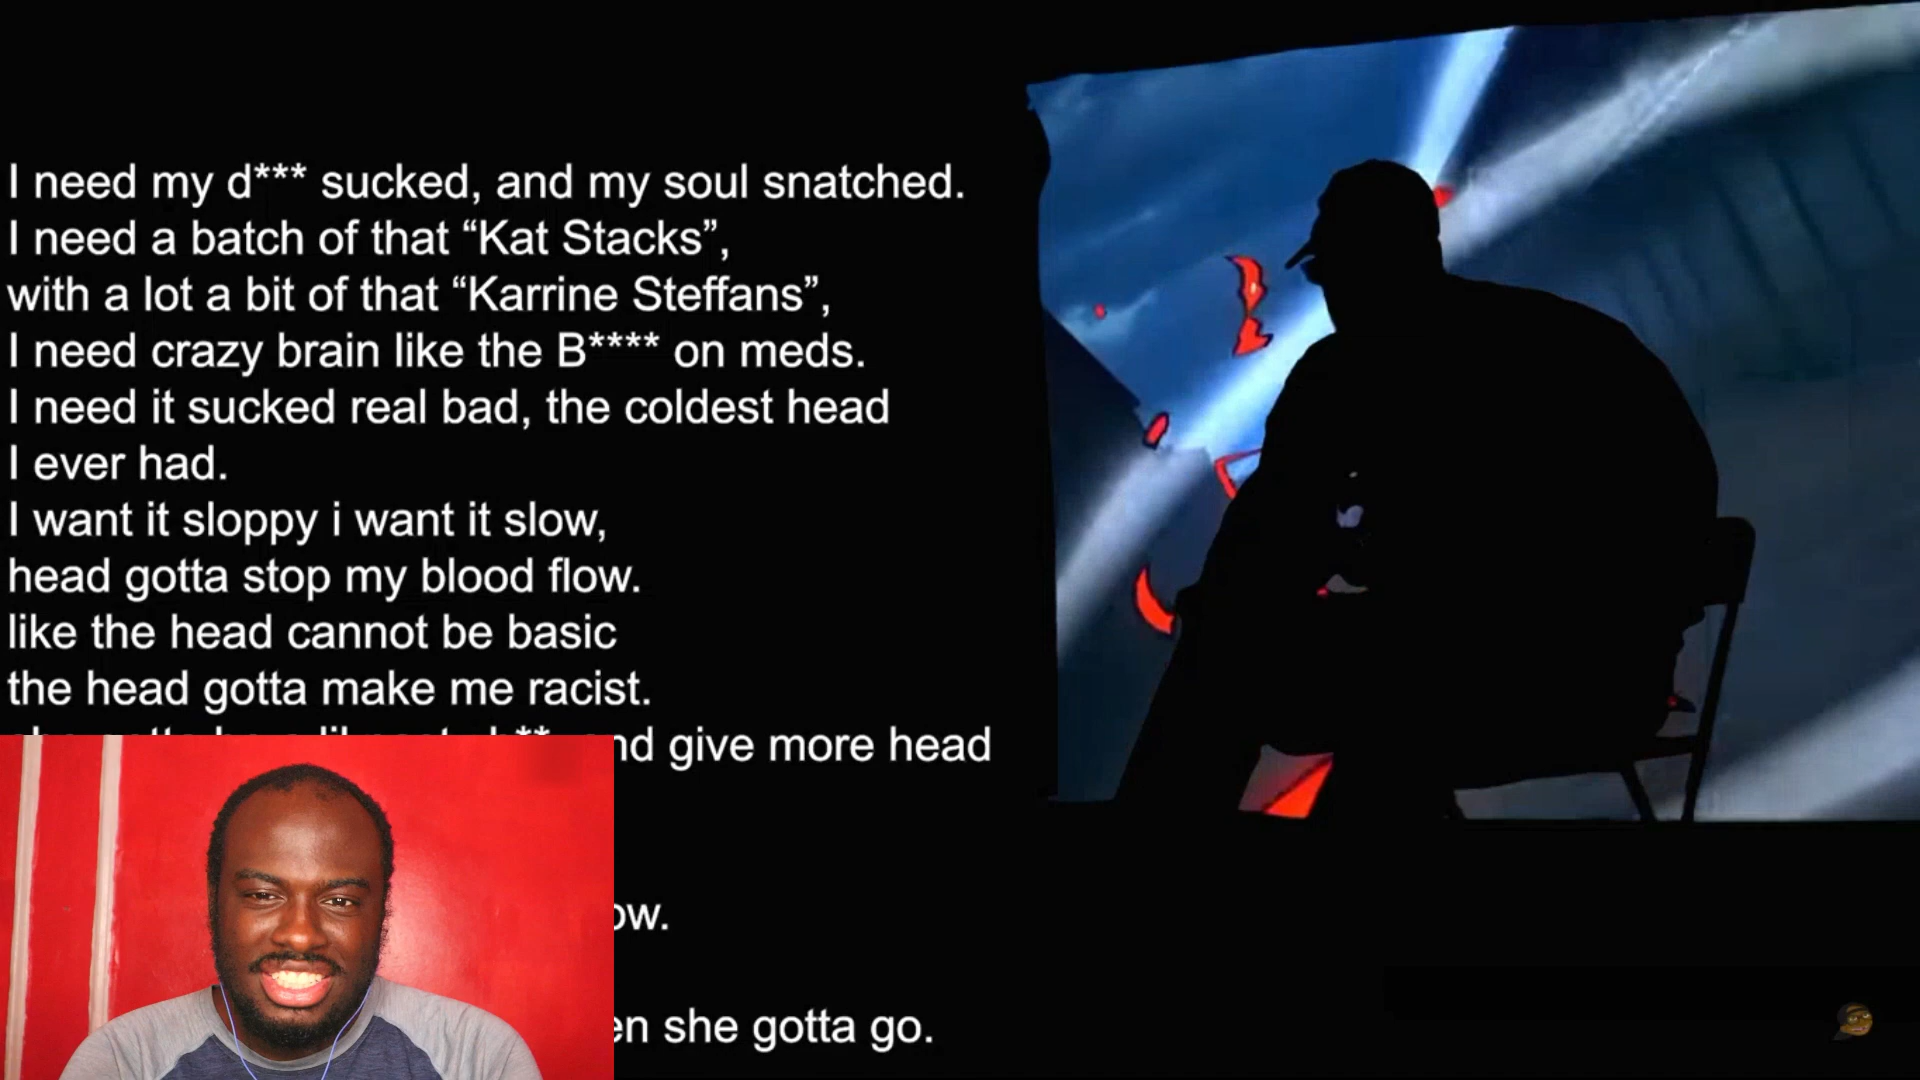 I need my d*** sucked, and my soul snatched.
I need a batch of that “Kat Stacks”,
with a lot a bit of that “Karrine Steffans”,
I need crazy brain like the B**** on meds.
I need it sucked real bad, the coldest head
I ever had.
I want it sloppy i want it slow,
head gotta stop my blood flow.
like the head cannot be basic
the head gotta make me racist.
give more head
she gotta go.